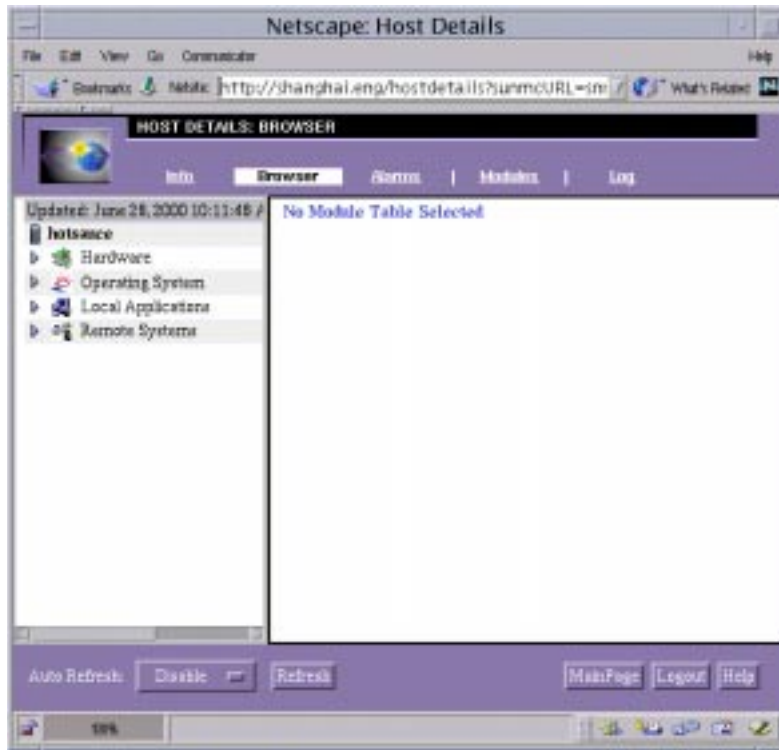 Netscape: Host Details
File Edit View Go Communicator Help
Bookmarks Netsite: http://shanghai.eng/hostdetails?sunmcURL=sn What's Related
HOST DETAILS: BROWSER
Info Browser Alarms | Modules | Log
Updated: June 28, 2000 10:11:48 A
No Module Table Selected
hotsauce
Hardware
Operating System
Local Applications
Remote Systems
Auto Refresh: Disable Refresh MainPage Logout Help